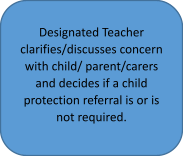 Designated Teacher
clarifies/discusses concern
with child/ parent/carers
and decides if a child
protection referral is or is
not required.